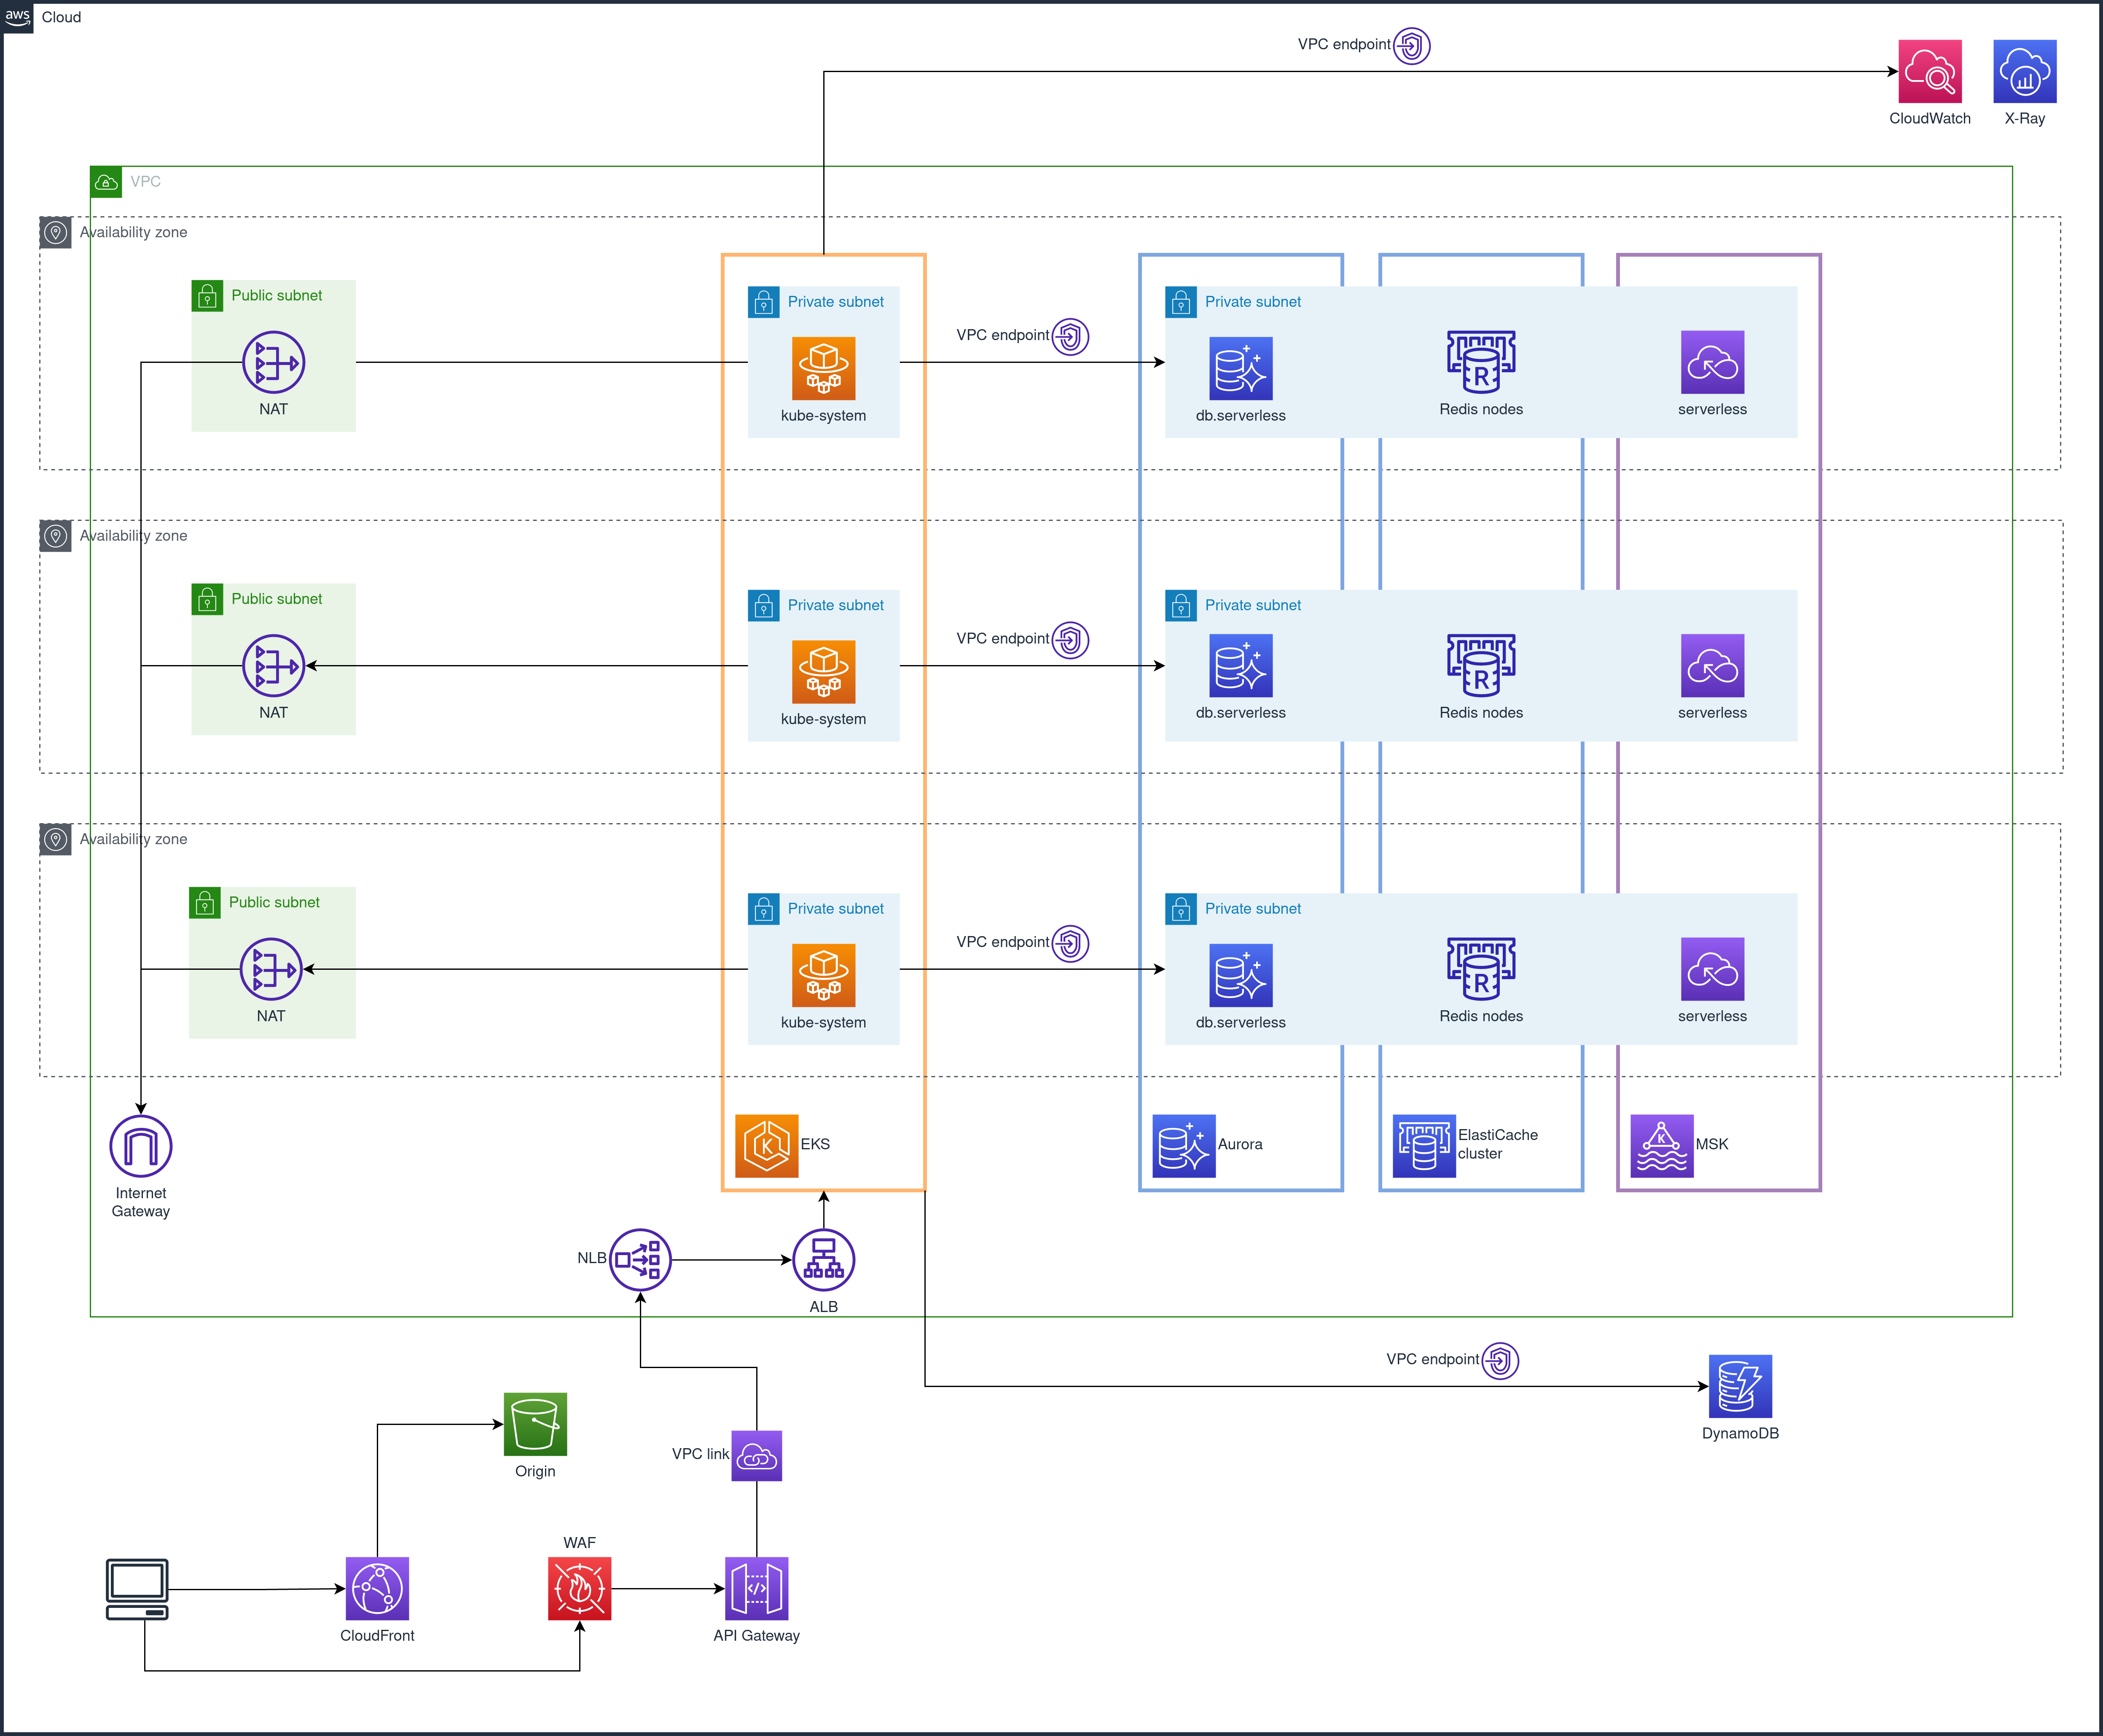 aws
Cloud
VPC endpoint
CloudWatch
X-Ray
VPC
Availability zone
Public subnet
NAT
Private subnet
kube-system
VPC endpoint
Private subnet
db.serverless
R
Redis nodes
serverless
Availability zone
Public subnet
NAT
Private subnet
kube-system
VPC endpoint
Private subnet
db.serverless
R
Redis nodes
serverless
Availability zone
Public subnet
NAT
Private subnet
kube-system
VPC endpoint
Private subnet
db.serverless
R
Redis nodes
serverless
Internet
Gateway
K
EKS
Aurora
ElastiCache
cluster
K
MSK
NLB
ALB
VPC endpoint
DynamoDB
Origin
VPC link
WAF
CloudFront
</>
API Gateway